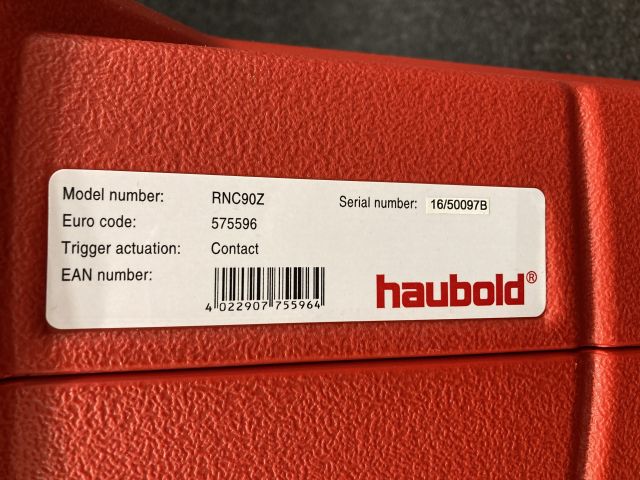 Model number: RNC90Z Serial number: 16/50097B
Euro code: 575596
Trigger actuation: Contact
EAN number:
4 022907 755964
haubold®